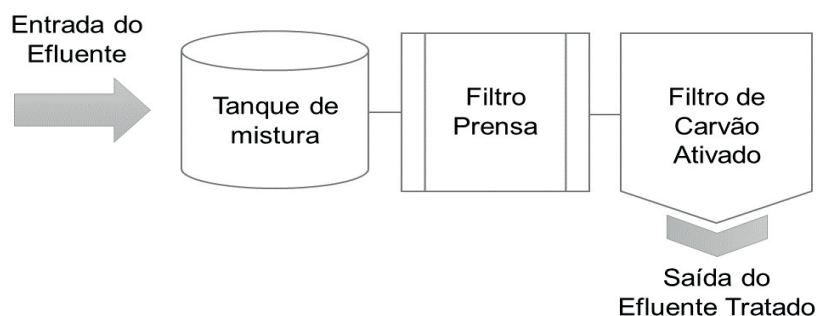 Entrada do
Efluente
Tanque de
mistura
Filtro
Prensa
Filtro de
Carvão
Ativado
Saída do
Efluente Tratado